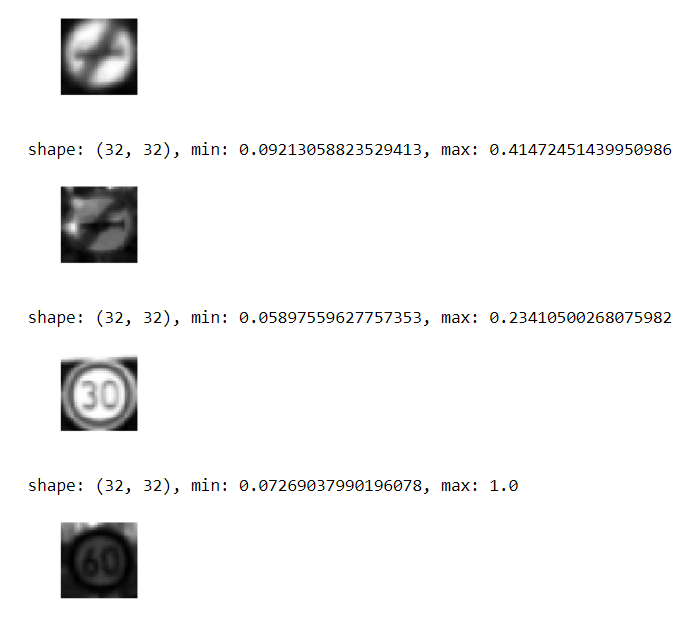 shape: (32, 32), min: 0.09213058823529413, max: 0.41472451439950986
shape: (32, 32), min: 0.05897559627757353, max: 0.23410500268075982
30
shape: (32, 32), min: 0.07269037990196078, max: 1.0
60